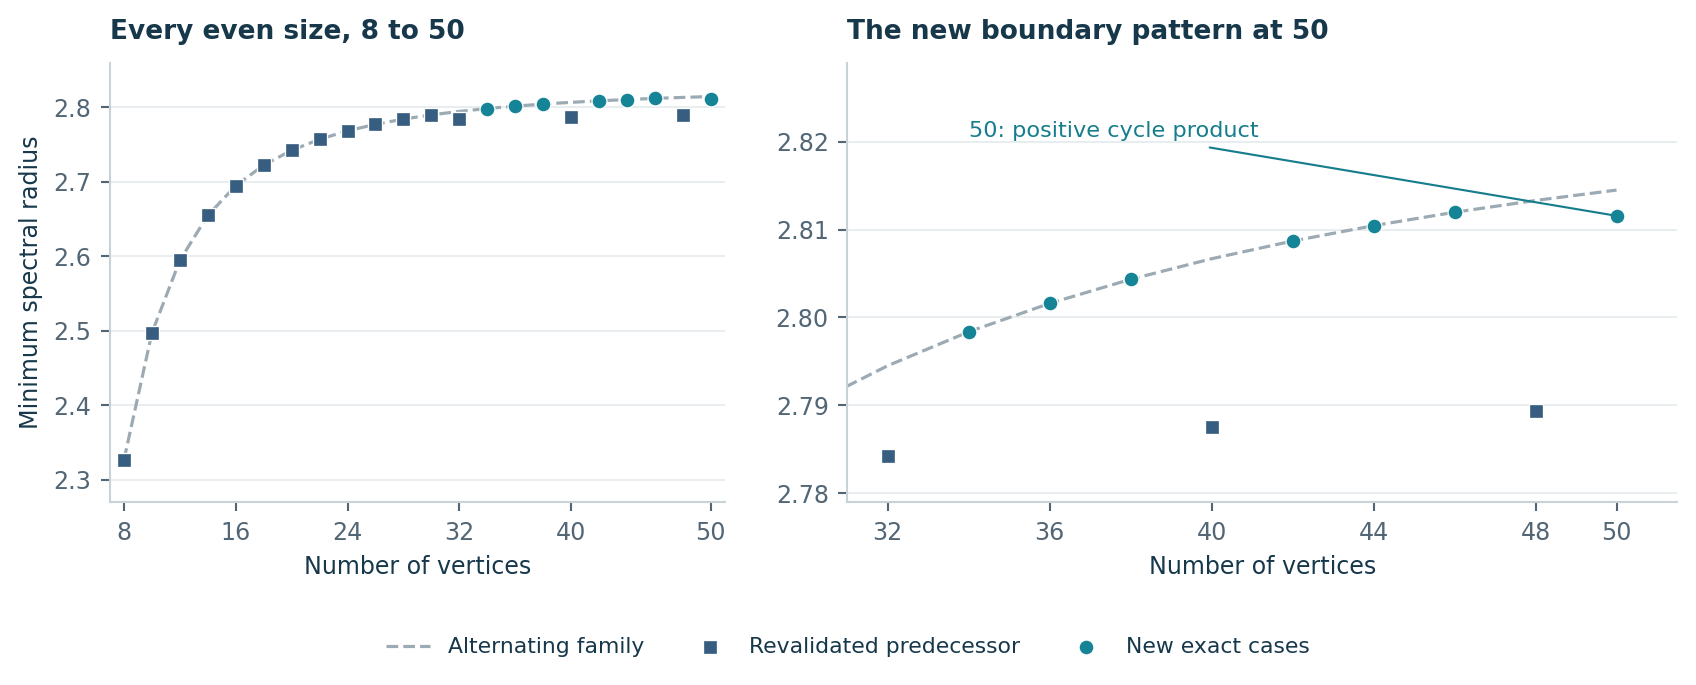 Every even size, 8 to 50
Minimum spectral radius
2.8
2.7
2.6
2.5
2.4
2.3
8 16 24 32 40 50
Number of vertices
The new boundary pattern at 50
50: positive cycle product
2.82
2.81
2.80
2.79
2.78
32 36 40 44 48 50
Number of vertices
Alternating family Revalidated predecessor New exact cases